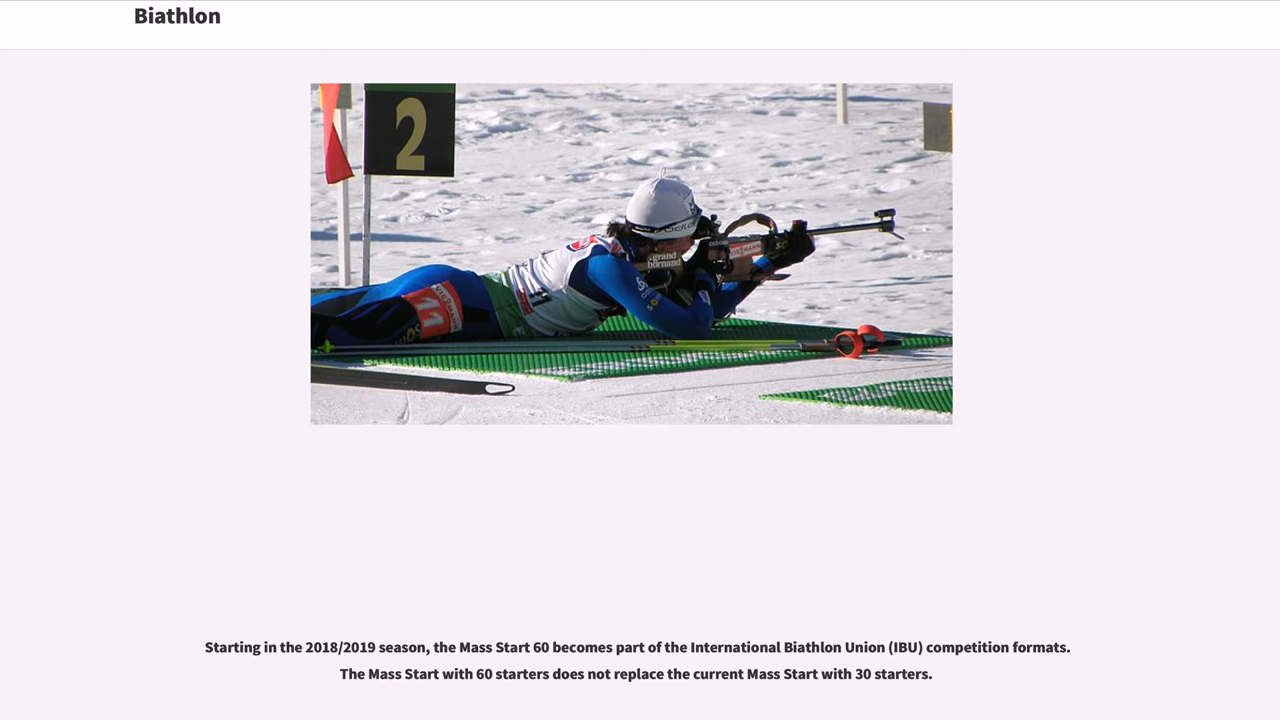 Biathlon
2
grand
bornand
11
Starting in the 2018/2019 season, the Mass Start 60 becomes part of the International Biathlon Union (IBU) competition formats.
The Mass Start with 60 starters does not replace the current Mass Start with 30 starters.